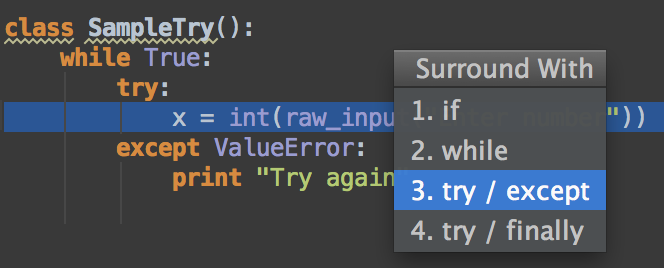 class SampleTry():
while True:
try:
x = int(raw_inpu number"))
except ValueError:
print "Try again
Surround With
1. if
2. while
3. try / except
4. try / finally